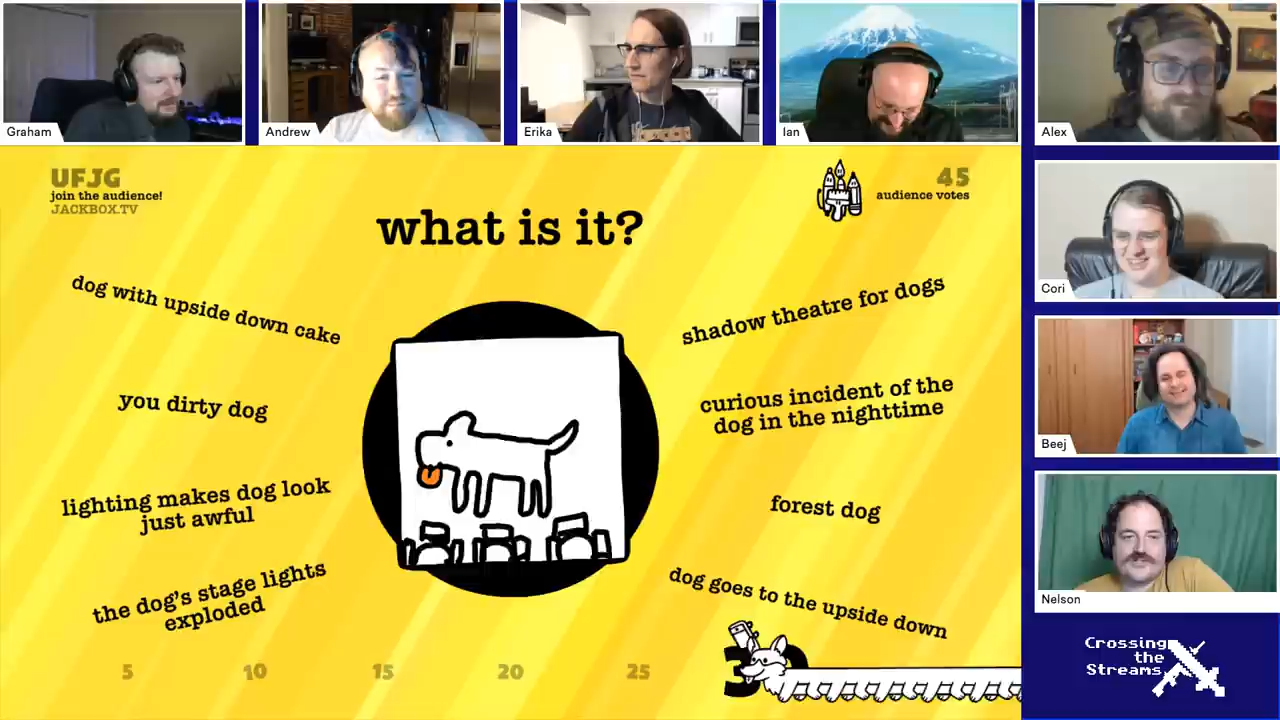 Graham
Andrew
Erika
Ian
Alex
UFJG
join the audience!
JACKBOX.TV
45
audience votes
what is it?
dog with upside down cake
you dirty dog
lighting makes dog look
just awful
the dog's stage lights
exploded
shadow theatre for dogs
curious incident of the
dog in the nighttime
forest dog
dog goes to the upside down
5
10
15
20
25
30
Cori
Beej
Nelson
Crossing
the
Streams